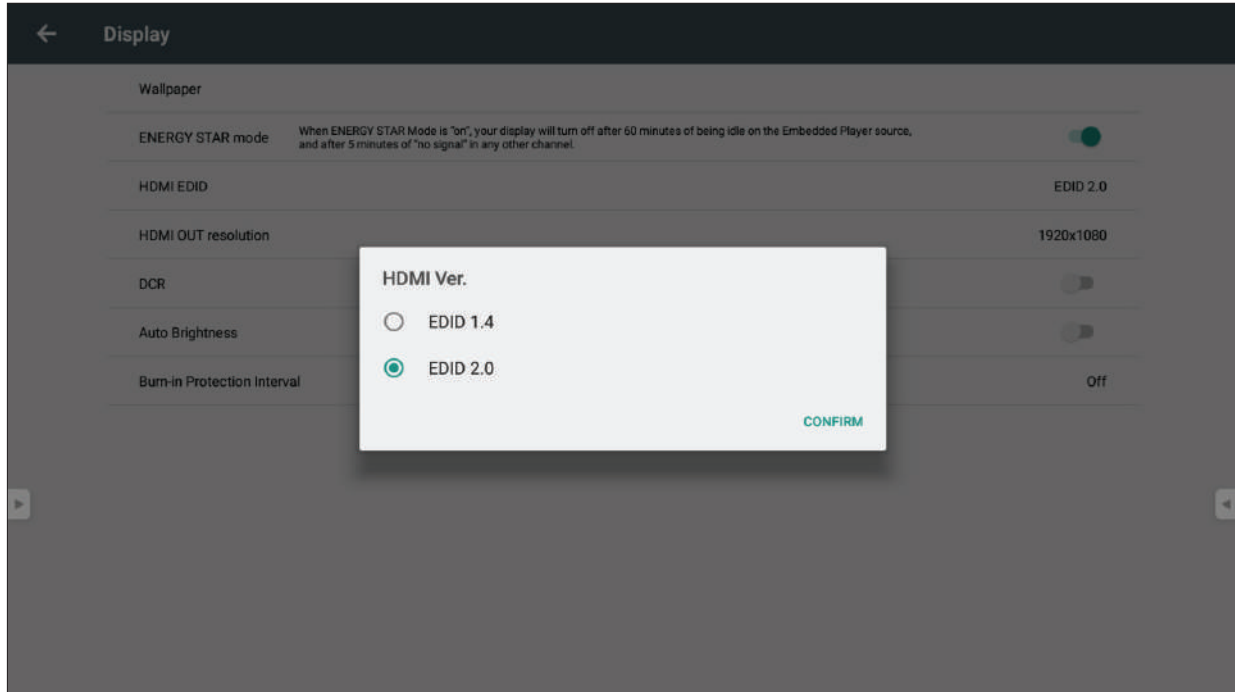 Display
Wallpaper
ENERGY STAR mode
When ENERGY STAR Mode is "on", your display will turn off after 60 minutes of being idle on the Embedded Player source,
and after 5 minutes of "no signal" in any other channel.
HDMI EDID
EDID 2.0
HDMI OUT resolution
1920x1080
DCR
Auto Brightness
Burn-in Protection Interval
Off
HDMI Ver.
EDID 1.4
EDID 2.0
CONFIRM